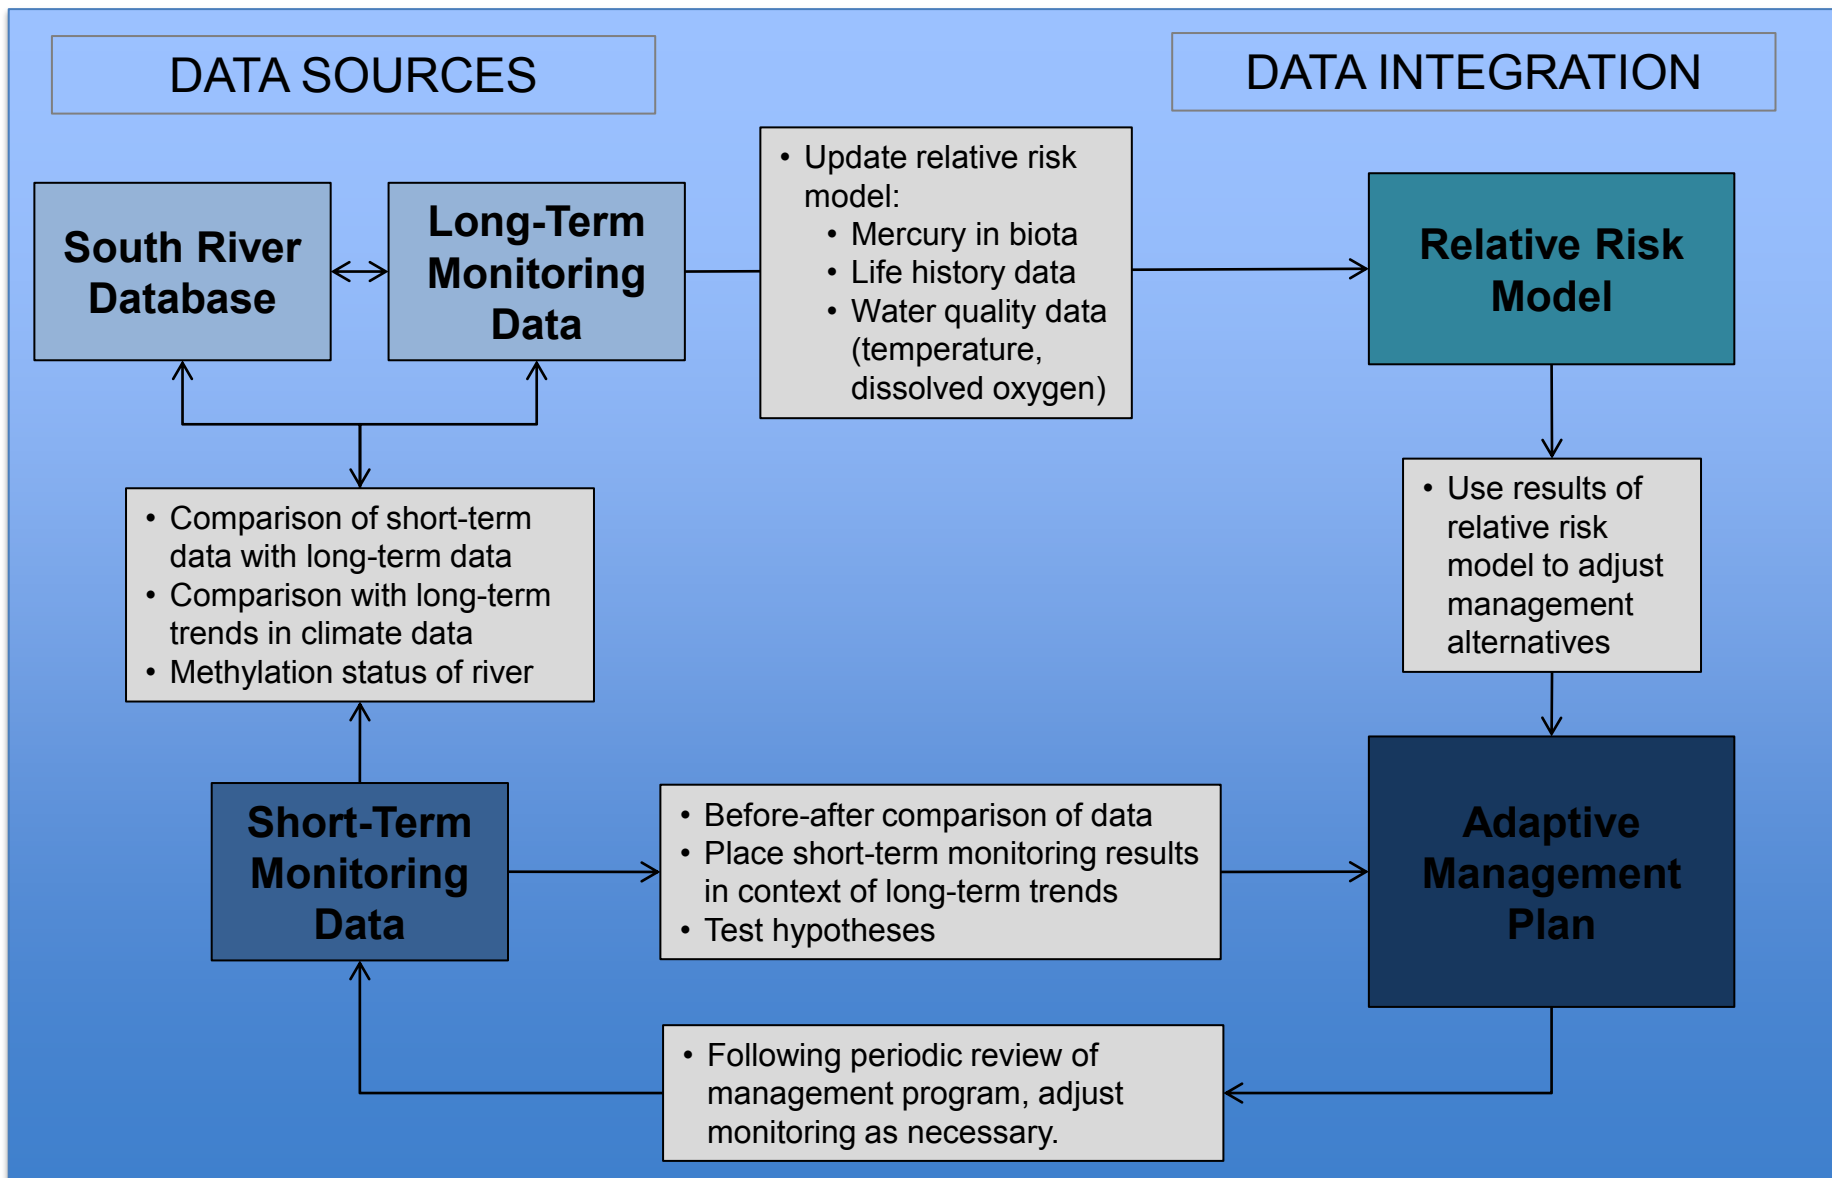 DATA SOURCES
DATA INTEGRATION
South River
Database
Long-Term
Monitoring
Data
• Update relative risk
model:
• Mercury in biota
• Life history data
• Water quality data
(temperature,
dissolved oxygen)
Relative Risk
Model
• Comparison of short-term
data with long-term data
• Comparison with long-term
trends in climate data
• Methylation status of river
• Use results of
relative risk
model to adjust
management
alternatives
Short-Term
Monitoring
Data
• Before-after comparison of data
• Place short-term monitoring results
in context of long-term trends
• Test hypotheses
Adaptive
Management
Plan
• Following periodic review of
management program, adjust
monitoring as necessary.